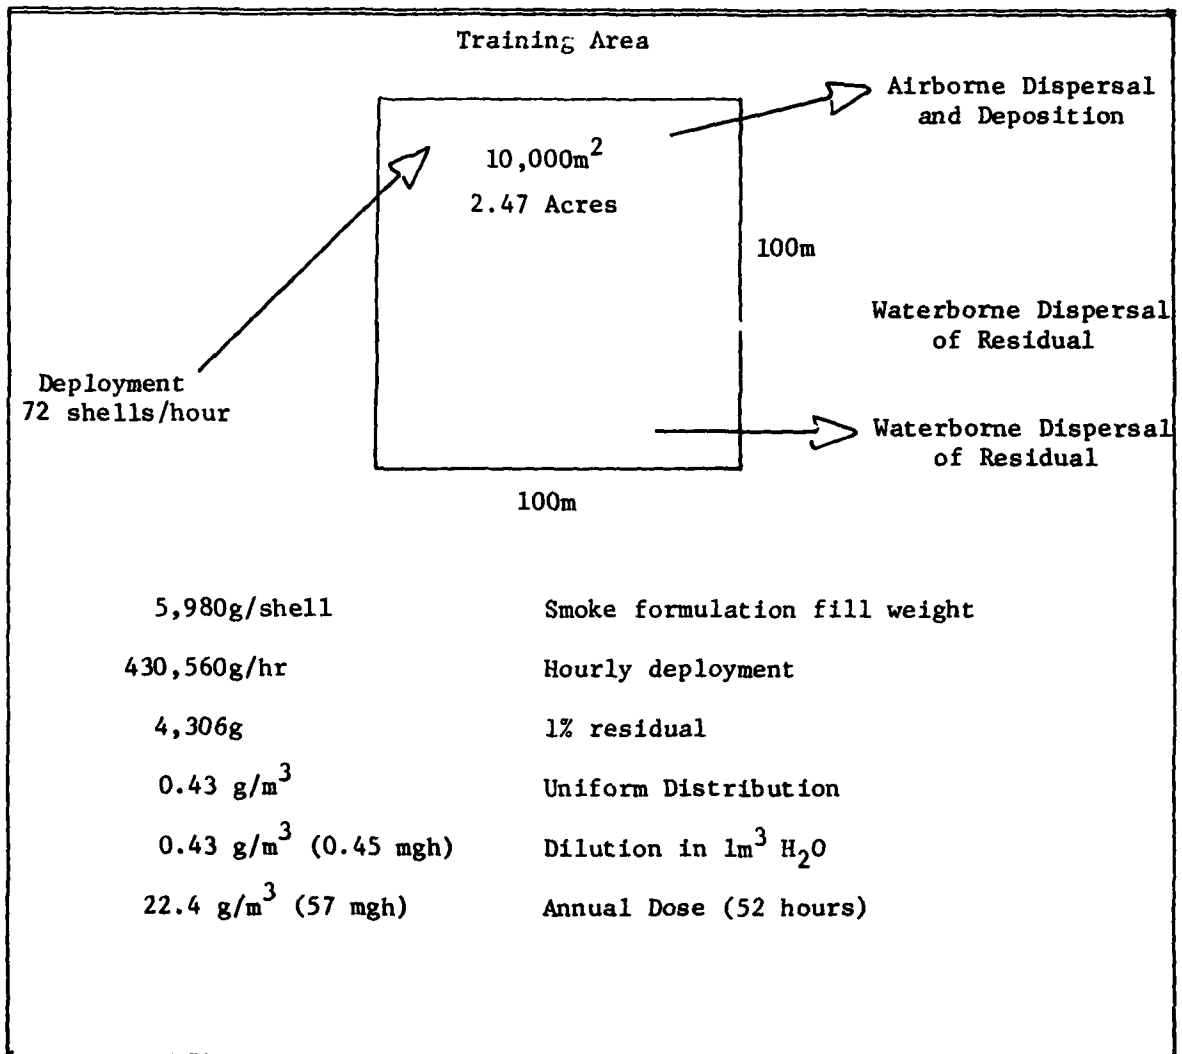 Training Area
Airborne Dispersal
and Deposition
10,000m²
2.47 Acres
100m
Waterborne Dispersal
of Residual
Deployment
72 shells/hour
Waterborne Dispersal
of Residual
100m
5,980g/shell Smoke formulation fill weight
430,560g/hr Hourly deployment
4,306g 1% residual
0.43 g/m³ Uniform Distribution
0.43 g/m³ (0.45 mgh) Dilution in 1m³ H₂O
22.4 g/m³ (57 mgh) Annual Dose (52 hours)